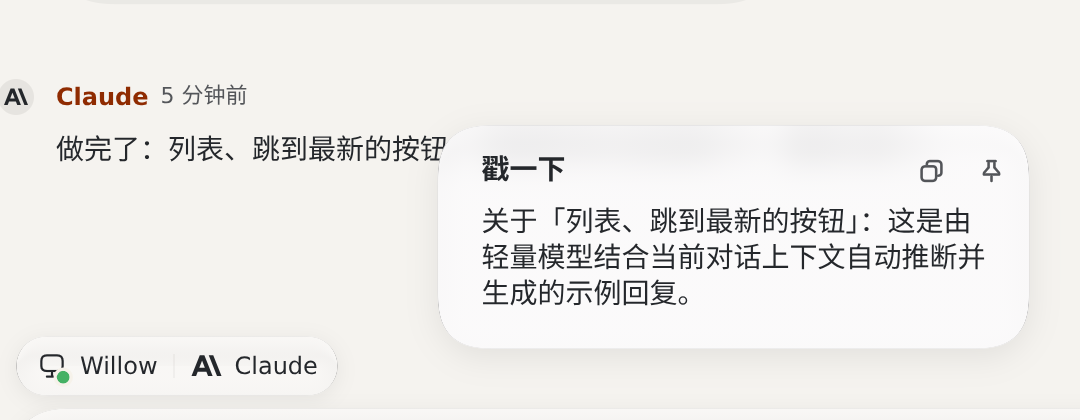 Claude 5 分钟前
做完了：列表、跳到最新的按钮
戳一下
关于「列表、跳到最新的按钮」：这是由
轻量模型结合当前对话上下文自动推断并
生成的示例回复。
Willow Claude